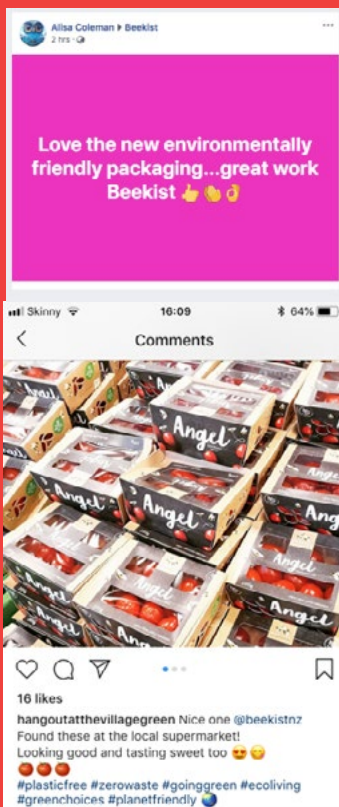 Ailsa Coleman ▸ Beekist
2 hrs ·
Love the new environmentally
friendly packaging...great work
Beekist 👍👏👌
Skinny 16:09 64%
Comments
Angel
Angel
Angel
Angel
Angel
Angel
16 likes
hangoutatthevillagegreen Nice one @beekistnz
Found these at the local supermarket!
Looking good and tasting sweet too 😍😋
🍅🍅🍅
#plasticfree #zerowaste #goinggreen #ecoliving
#greenchoices #planetfriendly 🌏